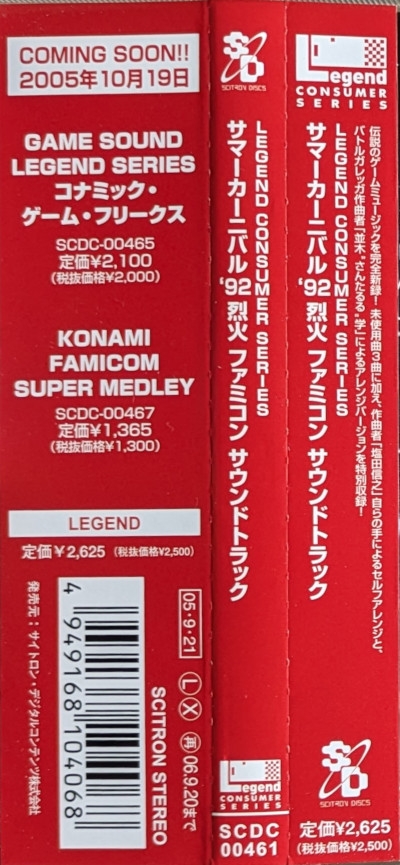 COMING SOON!!
2005年10月19日
GAME SOUND
LEGEND SERIES
コナミック・
ゲーム・フリークス
SCDC-00465
定価¥2,100
(税抜価格¥2,000)
KONAMI
FAMICOM
SUPER MEDLEY
SCDC-00467
定価¥1,365
(税抜価格¥1,300)
LEGEND
定価¥2,625 (税抜価格¥2,500)
4 949168 104068
発売元:サイトロン・デジタルコンテンツ株式会社
05・9・21
Ⓛ Ⓧ 再 06.9.20まで
SCITRON STEREO
SD
SCITRON DISCS
LEGEND CONSUMER SERIES
サマーカーニバル'92 烈火 ファミコン サウンドトラック
Legend
CONSUMER
SERIES
SCDC
00461
Legend
CONSUMER
SERIES
伝説のゲームミュージックを完全新録!未使用曲3曲に加え、作曲者「塩田信之」自らの手によるセルフアレンジと、
バトルガレッガ作曲者「並木"さんたるる"学」によるアレンジバージョンを特別収録!
LEGEND CONSUMER SERIES
サマーカーニバル'92 烈火 ファミコン サウンドトラック
SD
SCITRON DISCS
定価¥2,625
(税抜価格¥2,500)